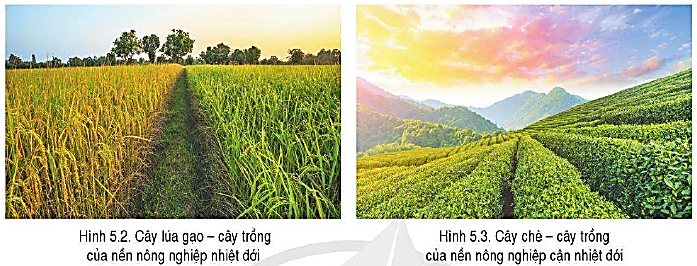 Hình 5.2. Cây lúa gạo – cây trồng
của nền nông nghiệp nhiệt đới
Hình 5.3. Cây chè – cây trồng
của nền nông nghiệp cận nhiệt đới